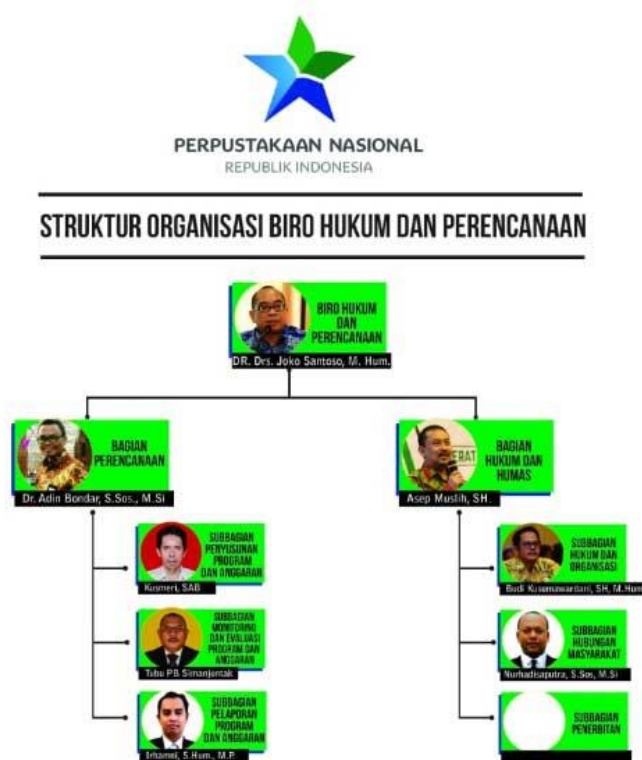 PERPUSTAKAAN NASIONAL
REPUBLIK INDONESIA
STRUKTUR ORGANISASI BIRO HUKUM DAN PERENCANAAN
BIRO HUKUM
DAN
PERENCANAAN
DR. Drs. Joko Santoso, M. Hum.
BAGIAN
PERENCANAAN
Dr. Adin Bondar, S.Sos., M.Si
BAGIAN
HUKUM DAN
HUMAS
Asep Muslih, SH.
SUBBAGIAN
PENYUSUNAN
PROGRAM
DAN ANGGARAN
Kusmeri, SAB
SUBBAGIAN
MONITORING
DAN EVALUASI
PROGRAM DAN
ANGGARAN
Tubu PB Simanjuntak
SUBBAGIAN
PELAPORAN
PROGRAM
DAN ANGGARAN
S.Hum., M.P.
SUBBAGIAN
HUKUM DAN
ORGANISASI
Budi Kusumawardani, SH, M.Hum
SUBBAGIAN
HUBUNGAN
MASYARAKAT
Nurhadisaputra, S.Sos, M.Si
SUBBAGIAN
PENERBITAN